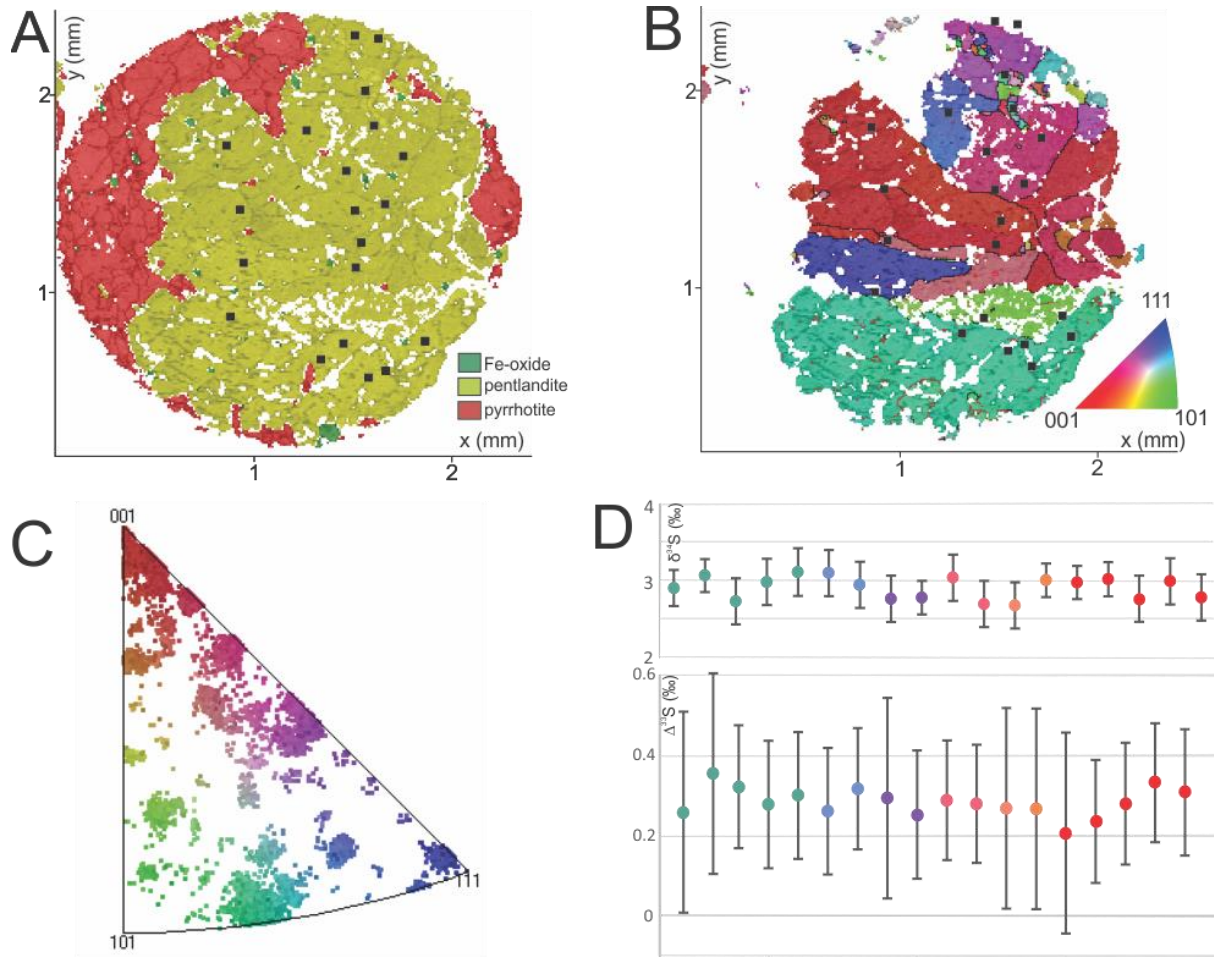 A
y (mm)
2
1
Fe-oxide
pentlandite
pyrrhotite
x (mm)
1
2
B
y (mm)
2
1
111
001
101
x (mm)
1
2
C
001
111
101
D
δ³⁴S (‰)
4
3
2
Δ³³S (‰)
0.6
0.4
0.2
0